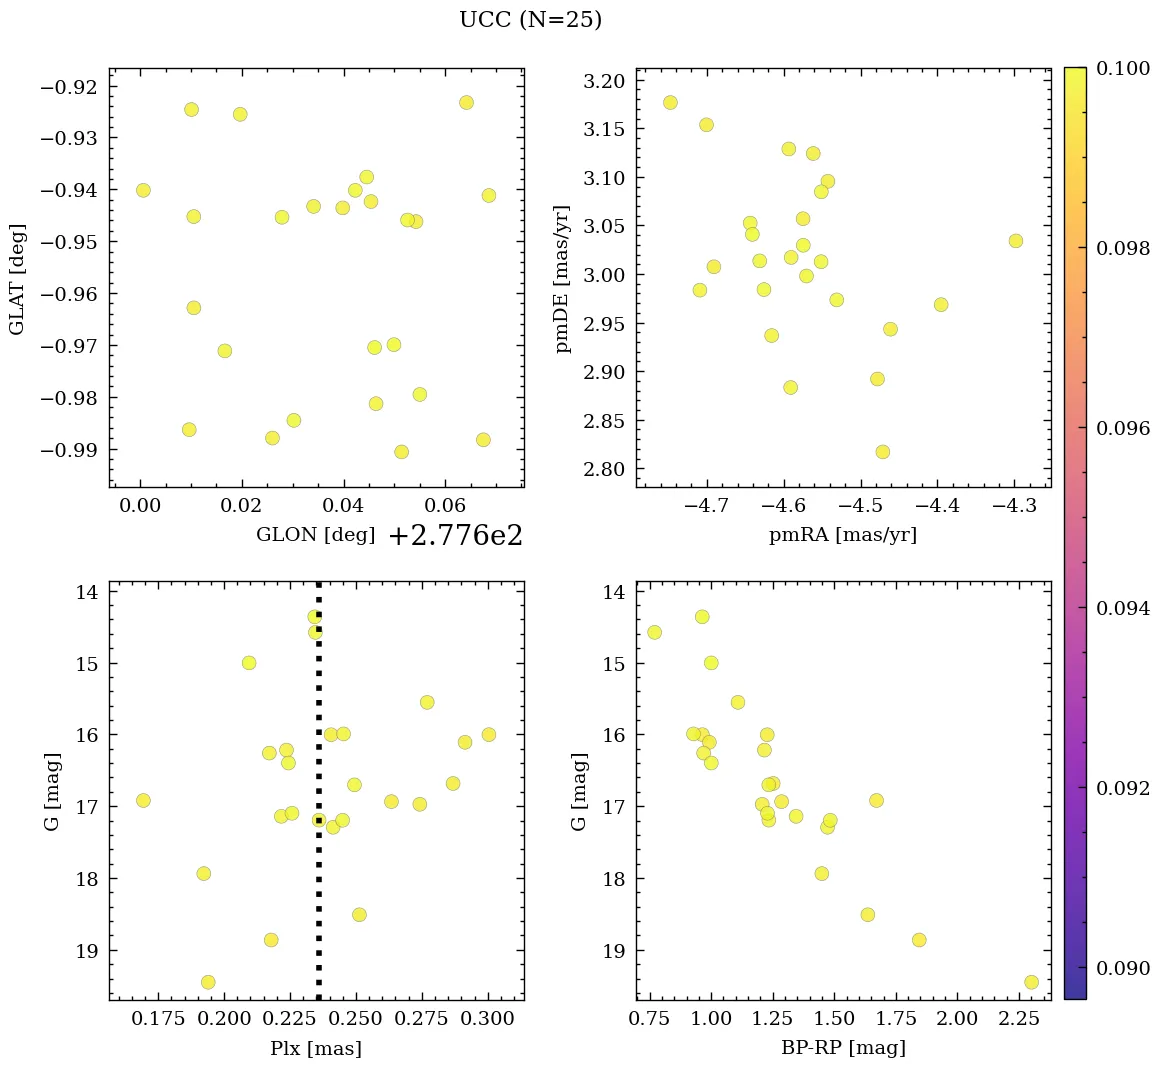 UCC (N=25)
−0.92
−0.93
−0.94
−0.95
−0.96
−0.97
−0.98
−0.99
GLAT [deg]
0.00 0.02 0.04 0.06
GLON [deg] +2.776e2
3.20
3.15
3.10
3.05
3.00
2.95
2.90
2.85
2.80
pmDE [mas/yr]
−4.7 −4.6 −4.5 −4.4 −4.3
pmRA [mas/yr]
14
15
16
17
18
19
G [mag]
0.175 0.200 0.225 0.250 0.275 0.300
Plx [mas]
14
15
16
17
18
19
G [mag]
0.75 1.00 1.25 1.50 1.75 2.00 2.25
BP-RP [mag]
0.100
0.098
0.096
0.094
0.092
0.090